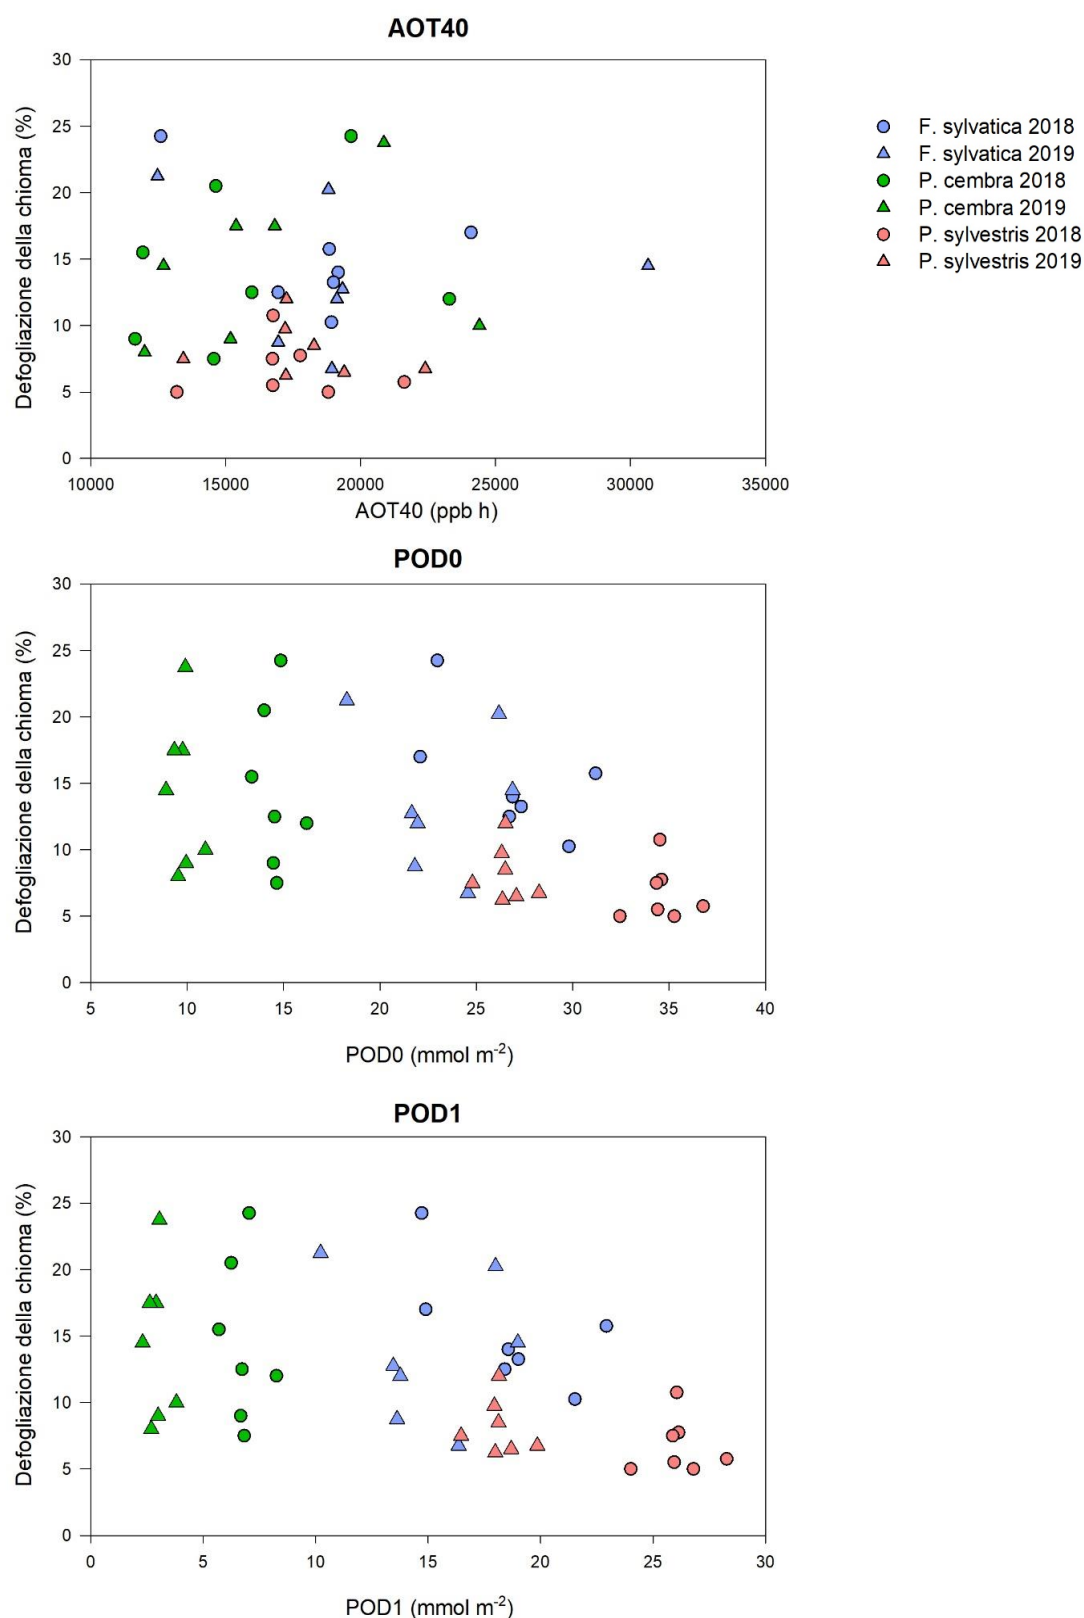 AOT40
30
25
20
15
10
5
0
Defogliazione della chioma (%)
10000 15000 20000 25000 30000 35000
AOT40 (ppb h)
F. sylvatica 2018
F. sylvatica 2019
P. cembra 2018
P. cembra 2019
P. sylvestris 2018
P. sylvestris 2019
POD0
30
25
20
15
10
5
0
Defogliazione della chioma (%)
5 10 15 20 25 30 35 40
POD0 (mmol m⁻²)
POD1
30
25
20
15
10
5
0
Defogliazione della chioma (%)
0 5 10 15 20 25 30
POD1 (mmol m⁻²)